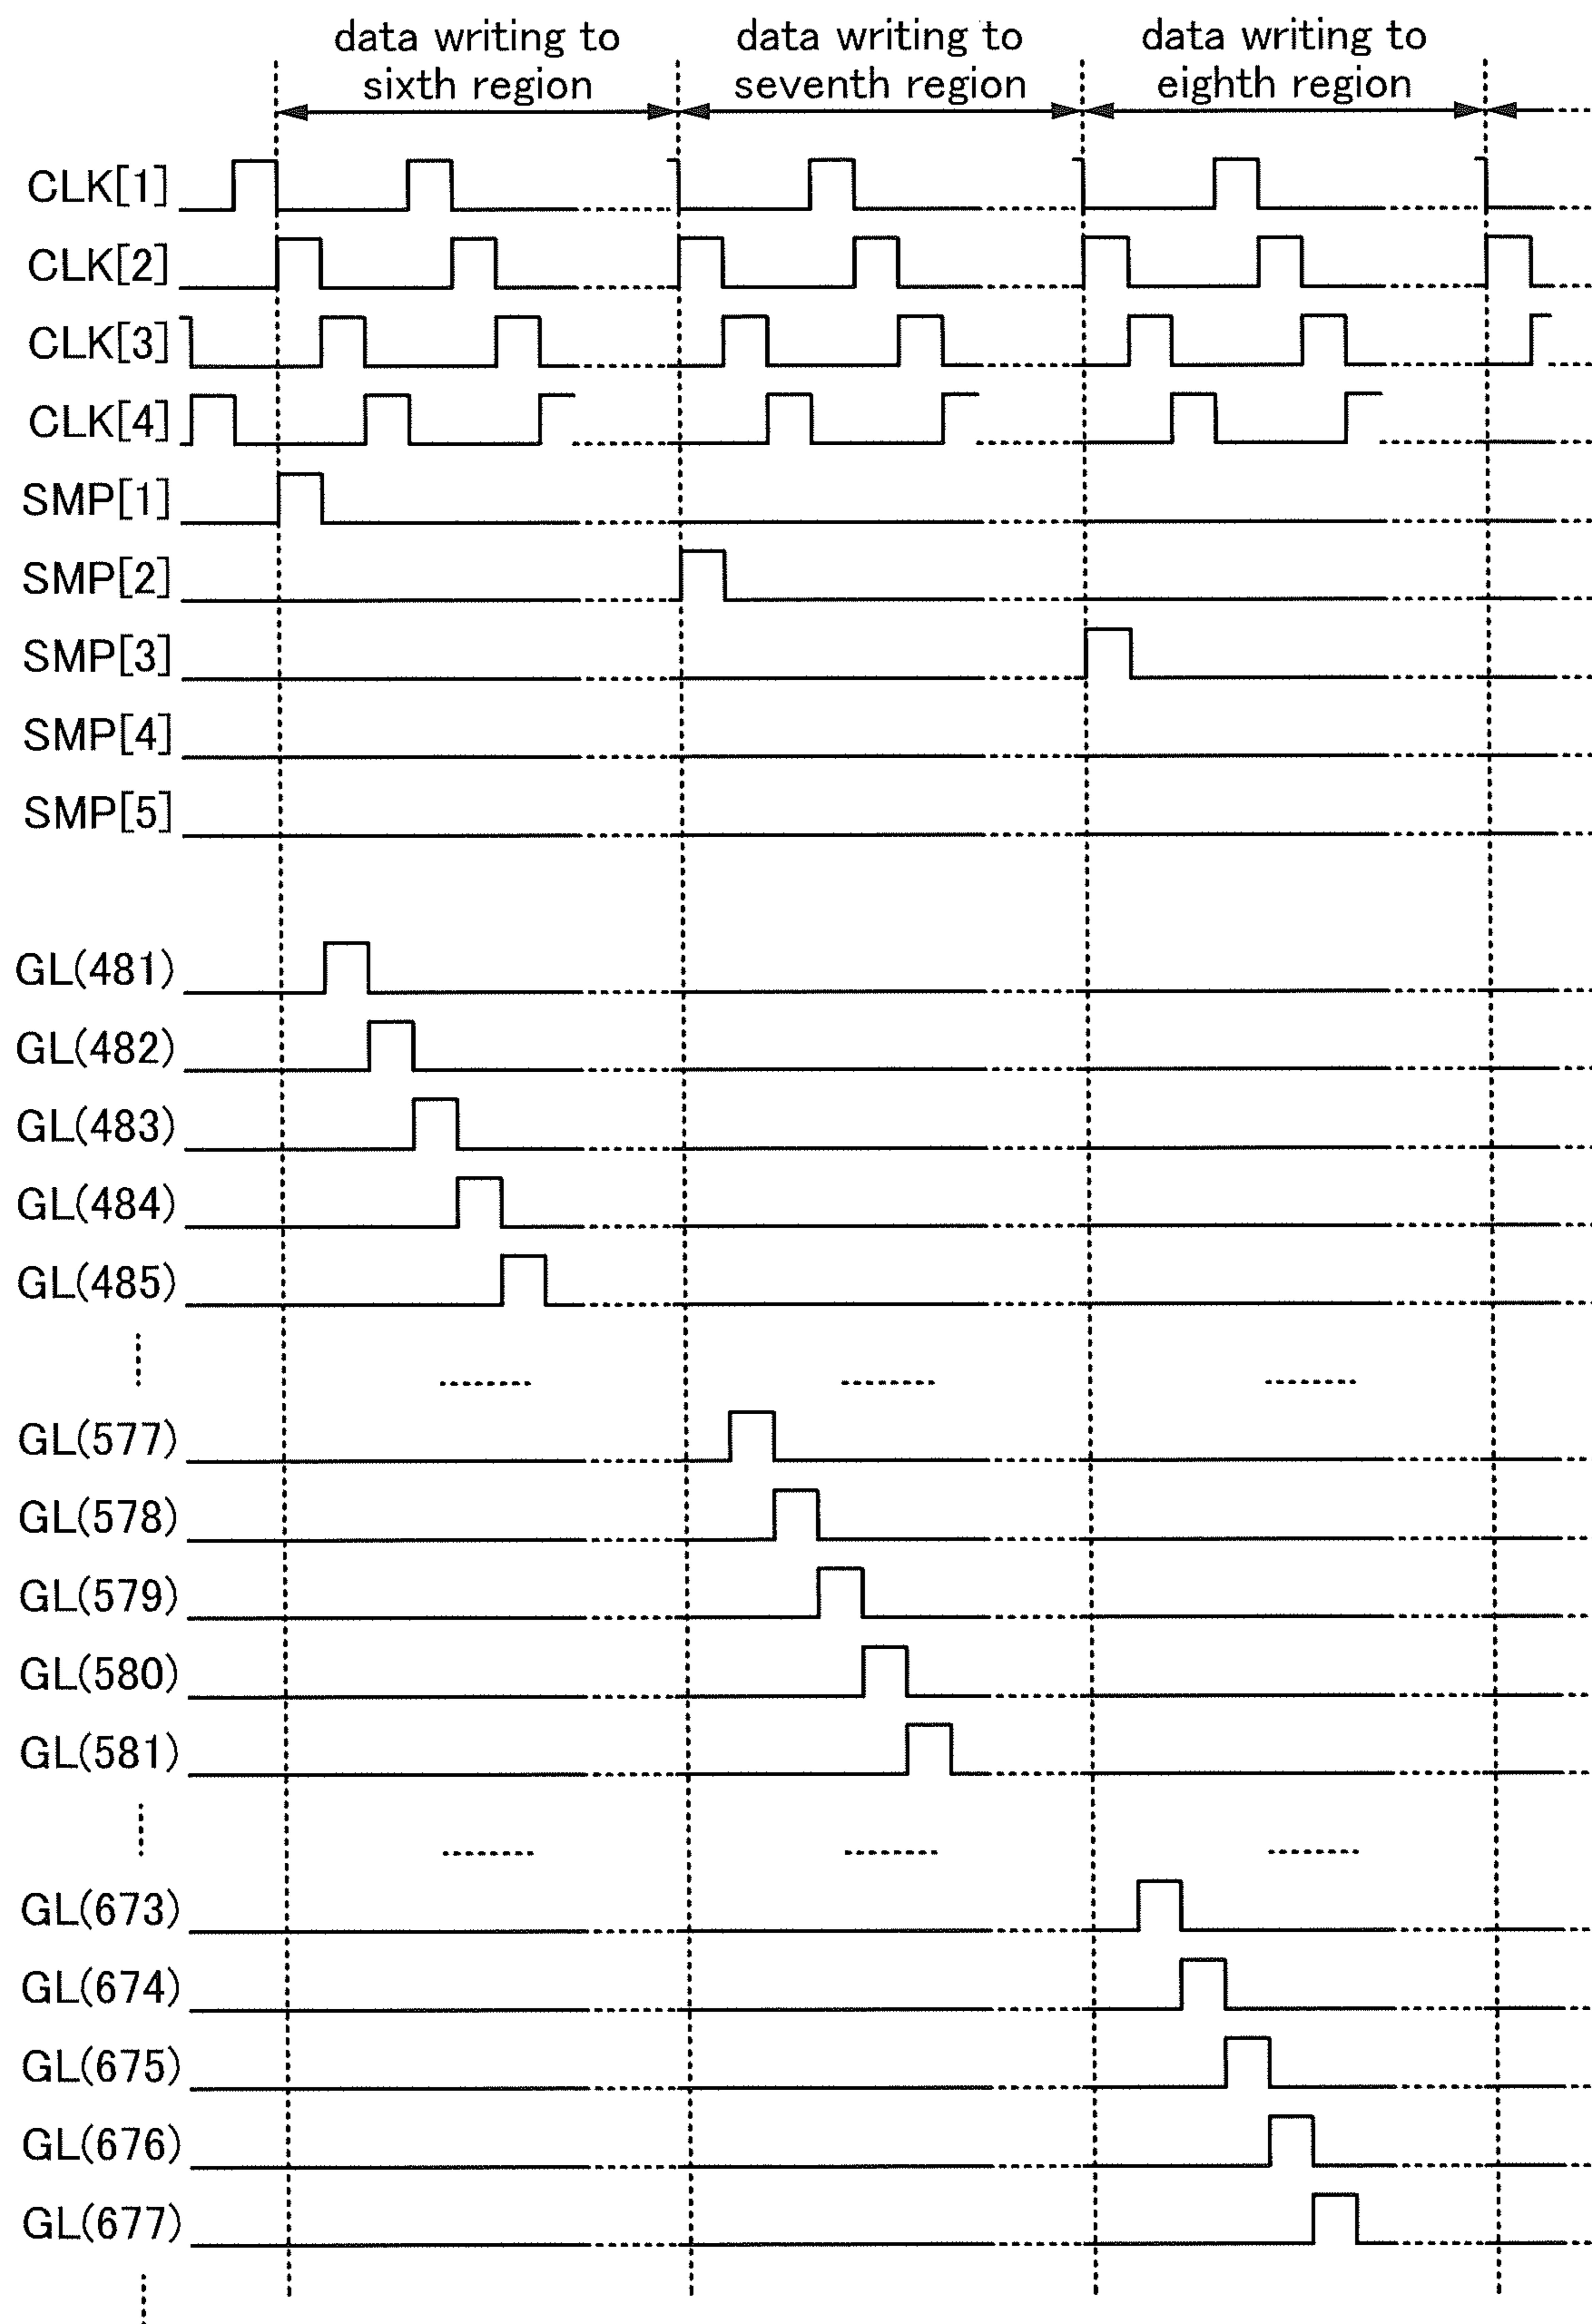 data writing to
sixth region
data writing to
seventh region
data writing to
eighth region
CLK[1]
CLK[2]
CLK[3]
CLK[4]
SMP[1]
SMP[2]
SMP[3]
SMP[4]
SMP[5]
GL(481)
GL(482)
GL(483)
GL(484)
GL(485)
GL(577)
GL(578)
GL(579)
GL(580)
GL(581)
GL(673)
GL(674)
GL(675)
GL(676)
GL(677)